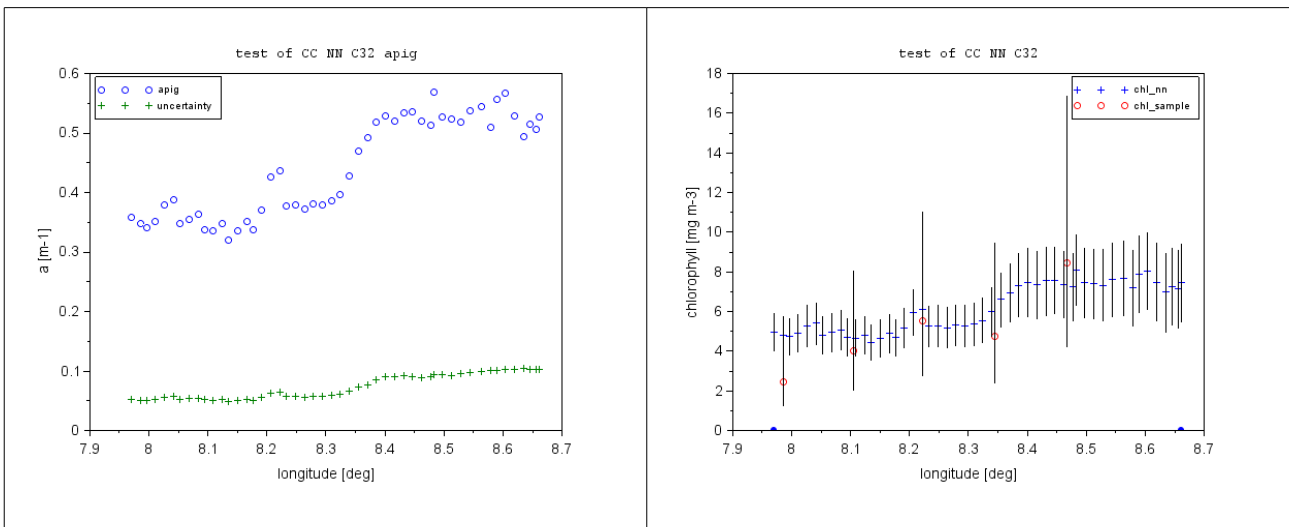 test of CC NN C32 apig
0.6
apig
uncertainty
0.5
0.4
0.3
0.2
0.1
0
a [m-1]
7.9 8 8.1 8.2 8.3 8.4 8.5 8.6 8.7
longitude [deg]
test of CC NN C32
18
chl_nn
chl_sample
16
14
12
10
8
6
4
2
0
chlorophyll [mg m-3]
7.9 8 8.1 8.2 8.3 8.4 8.5 8.6 8.7
longitude [deg]